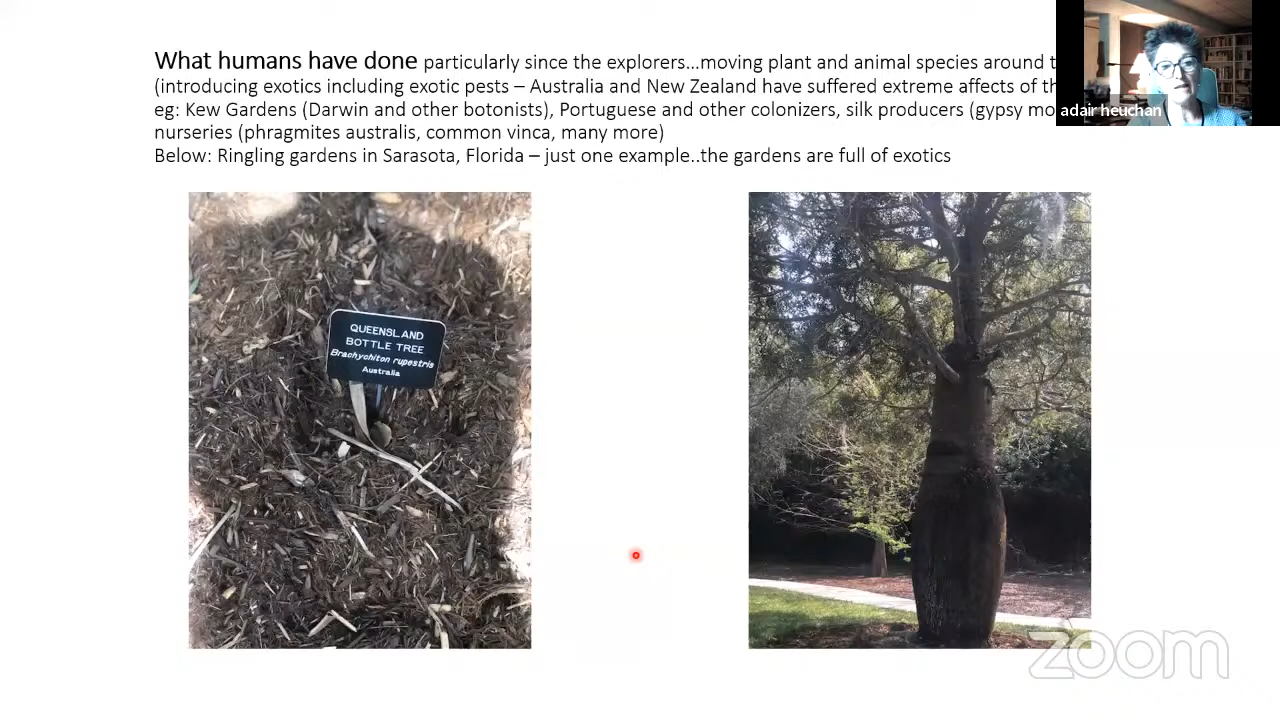 What humans have done particularly since the explorers...moving plant and animal species around
(introducing exotics including exotic pests – Australia and New Zealand have suffered extreme affects of
eg: Kew Gardens (Darwin and other botonists), Portuguese and other colonizers, silk producers (gypsy
nurseries (phragmites australis, common vinca, many more)
Below: Ringling gardens in Sarasota, Florida – just one example..the gardens are full of exotics
adair heuchan
QUEENSLAND
BOTTLE TREE
Brachychiton rupestris
Australia
zoom